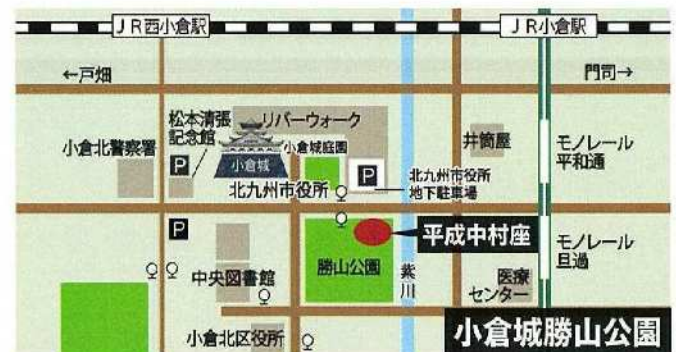 JR西小倉駅
JR小倉駅
←戸畑
門司→
松本清張
記念館
リバーウォーク
小倉北警察署
P
小倉城
小倉城庭園
P
井筒屋
モノレール
平和通
北九州市役所
北九州市役所
地下駐車場
P
平成中村座
モノレール
旦過
中央図書館
勝山公園
紫川
医療
センター
小倉北区役所
小倉城勝山公園